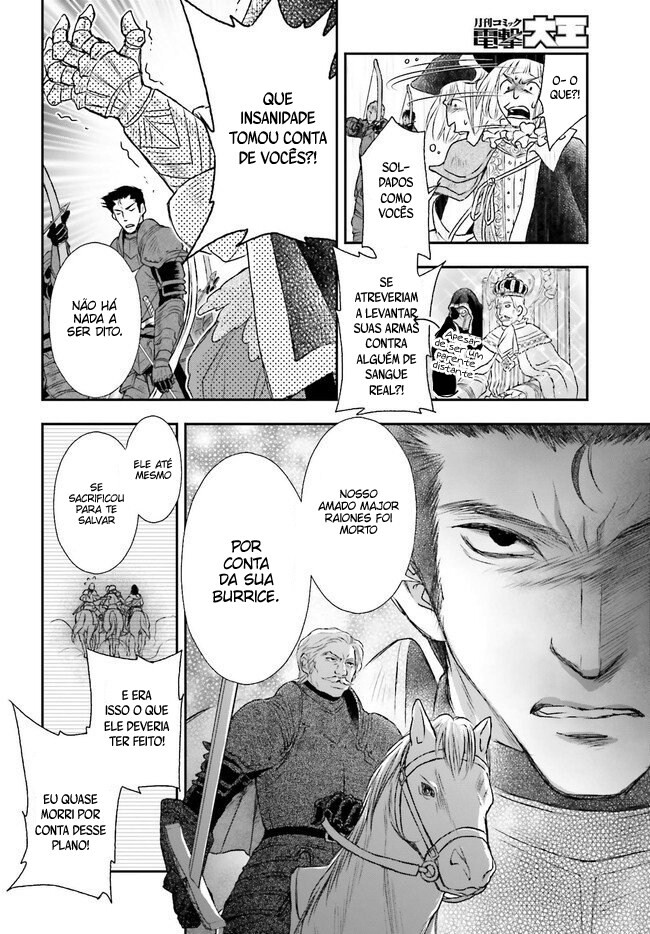 月刊コミック
電撃大王
O- O
QUE?!
QUE
INSANIDADE
TOMOU CONTA
DE VOCÊS?!
SOL-
DADOS
COMO
VOCÊS
SE
ATREVERIAM
A LEVANTAR
SUAS ARMAS
CONTRA
ALGUÉM DE
SANGUE
REAL?!
Apesar
de ser um
parente
distante
NÃO HÁ
NADA A
SER DITO.
NOSSO
AMADO MAJOR
RAIONES FOI
MORTO
POR
CONTA
DA SUA
BURRICE.
ELE ATÉ
MESMO
SE
SACRIFICOU
PARA TE
SALVAR
E ERA
ISSO O QUE
ELE DEVERIA
TER FEITO!
EU QUASE
MORRI POR
CONTA DESSE
PLANO!